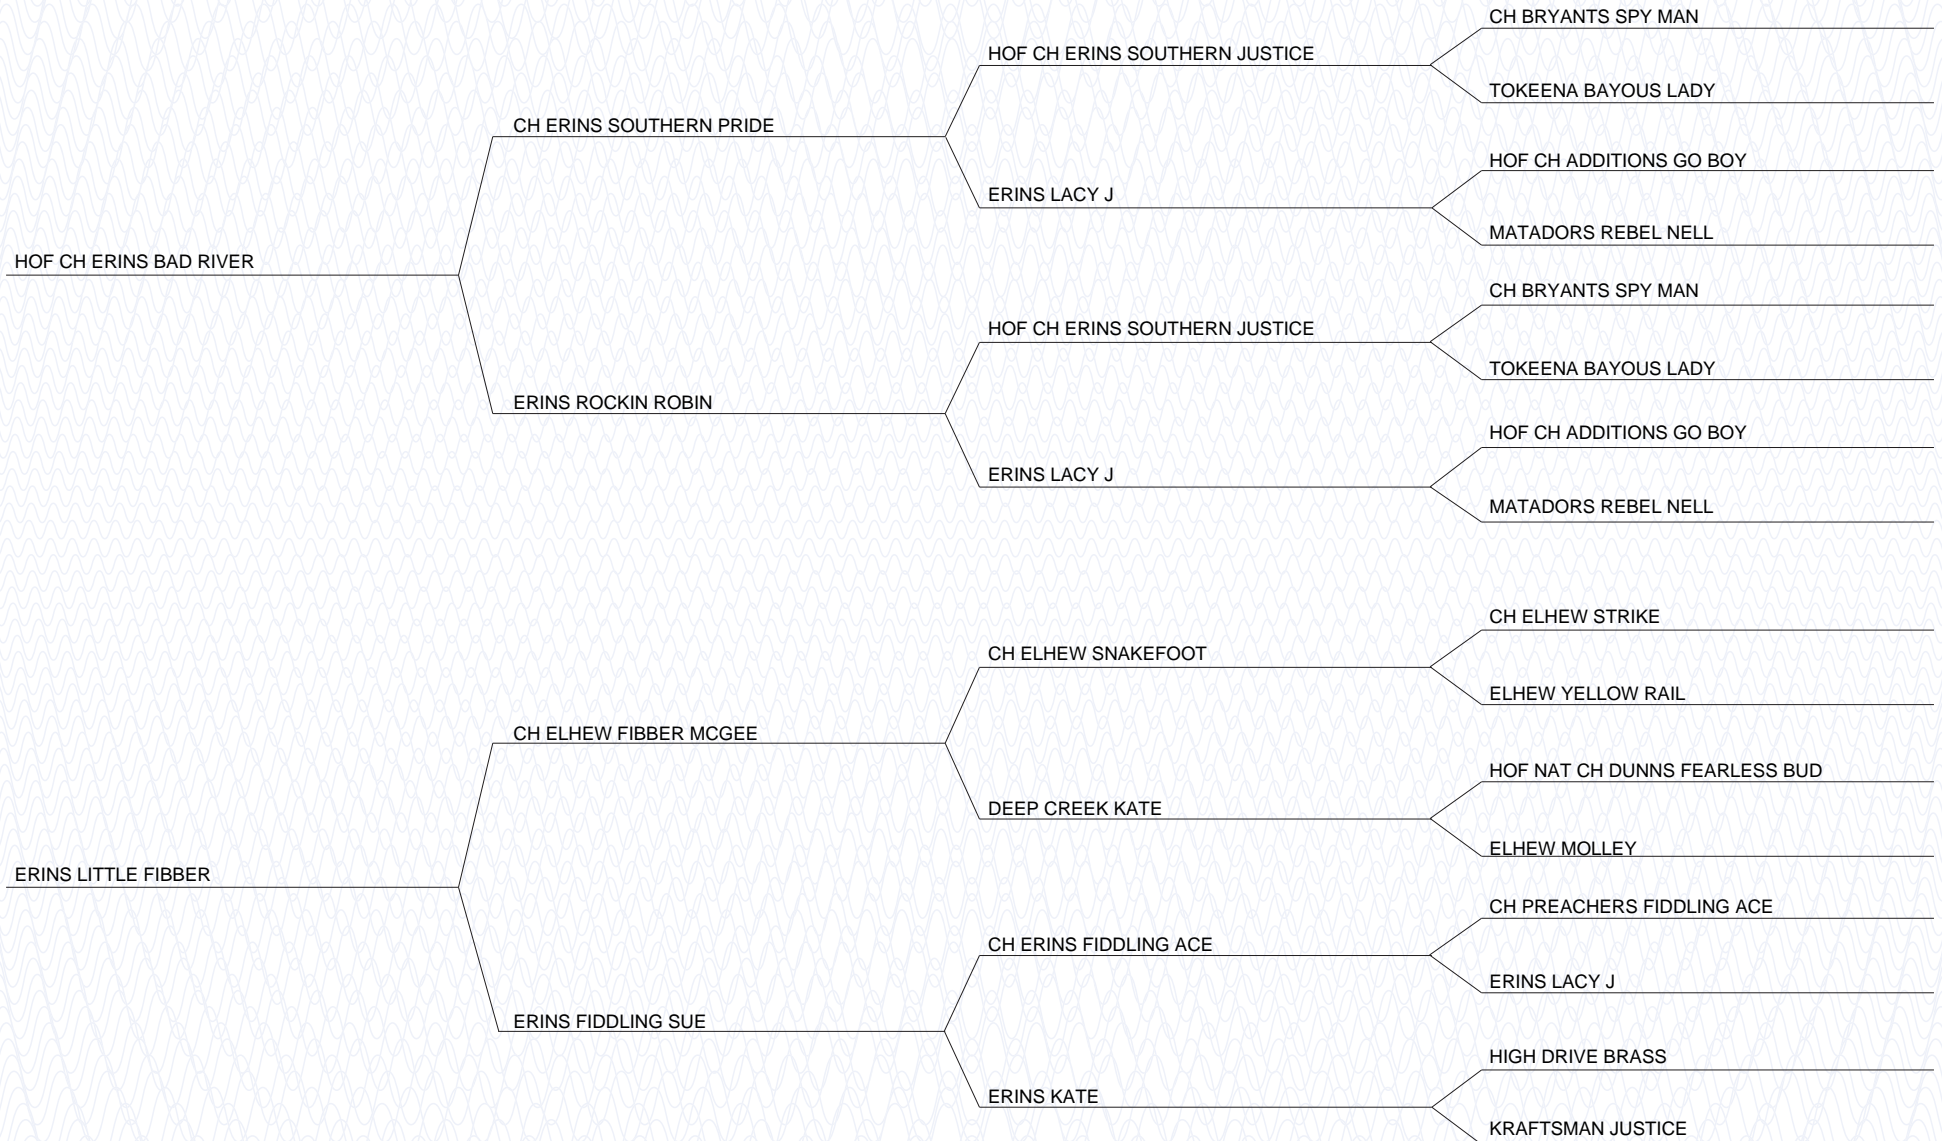 CH BRYANTS SPY MAN
HOF CH ERINS SOUTHERN JUSTICE
TOKEENA BAYOUS LADY
CH ERINS SOUTHERN PRIDE
HOF CH ADDITIONS GO BOY
ERINS LACY J
MATADORS REBEL NELL
HOF CH ERINS BAD RIVER
CH BRYANTS SPY MAN
HOF CH ERINS SOUTHERN JUSTICE
TOKEENA BAYOUS LADY
ERINS ROCKIN ROBIN
HOF CH ADDITIONS GO BOY
ERINS LACY J
MATADORS REBEL NELL
CH ELHEW STRIKE
CH ELHEW SNAKEFOOT
ELHEW YELLOW RAIL
CH ELHEW FIBBER MCGEE
HOF NAT CH DUNNS FEARLESS BUD
DEEP CREEK KATE
ELHEW MOLLEY
ERINS LITTLE FIBBER
CH PREACHERS FIDDLING ACE
CH ERINS FIDDLING ACE
ERINS LACY J
ERINS FIDDLING SUE
HIGH DRIVE BRASS
ERINS KATE
KRAFTSMAN JUSTICE